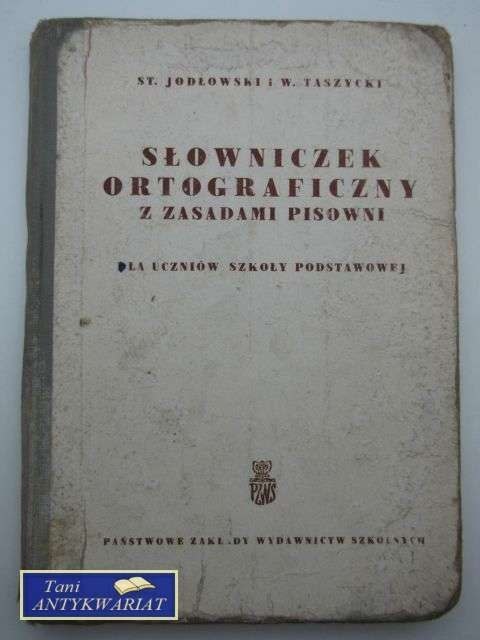 ST. JODŁOWSKI i W. TASZYCKI
SŁOWNICZEK
ORTOGRAFICZNY
Z ZASADAMI PISOWNI
DLA UCZNIÓW SZKOŁY PODSTAWOWEJ
PZWS
PAŃSTWOWE ZAKŁADY WYDAWNICTW SZKOLNYCH
Tani
ANTYKWARIAT